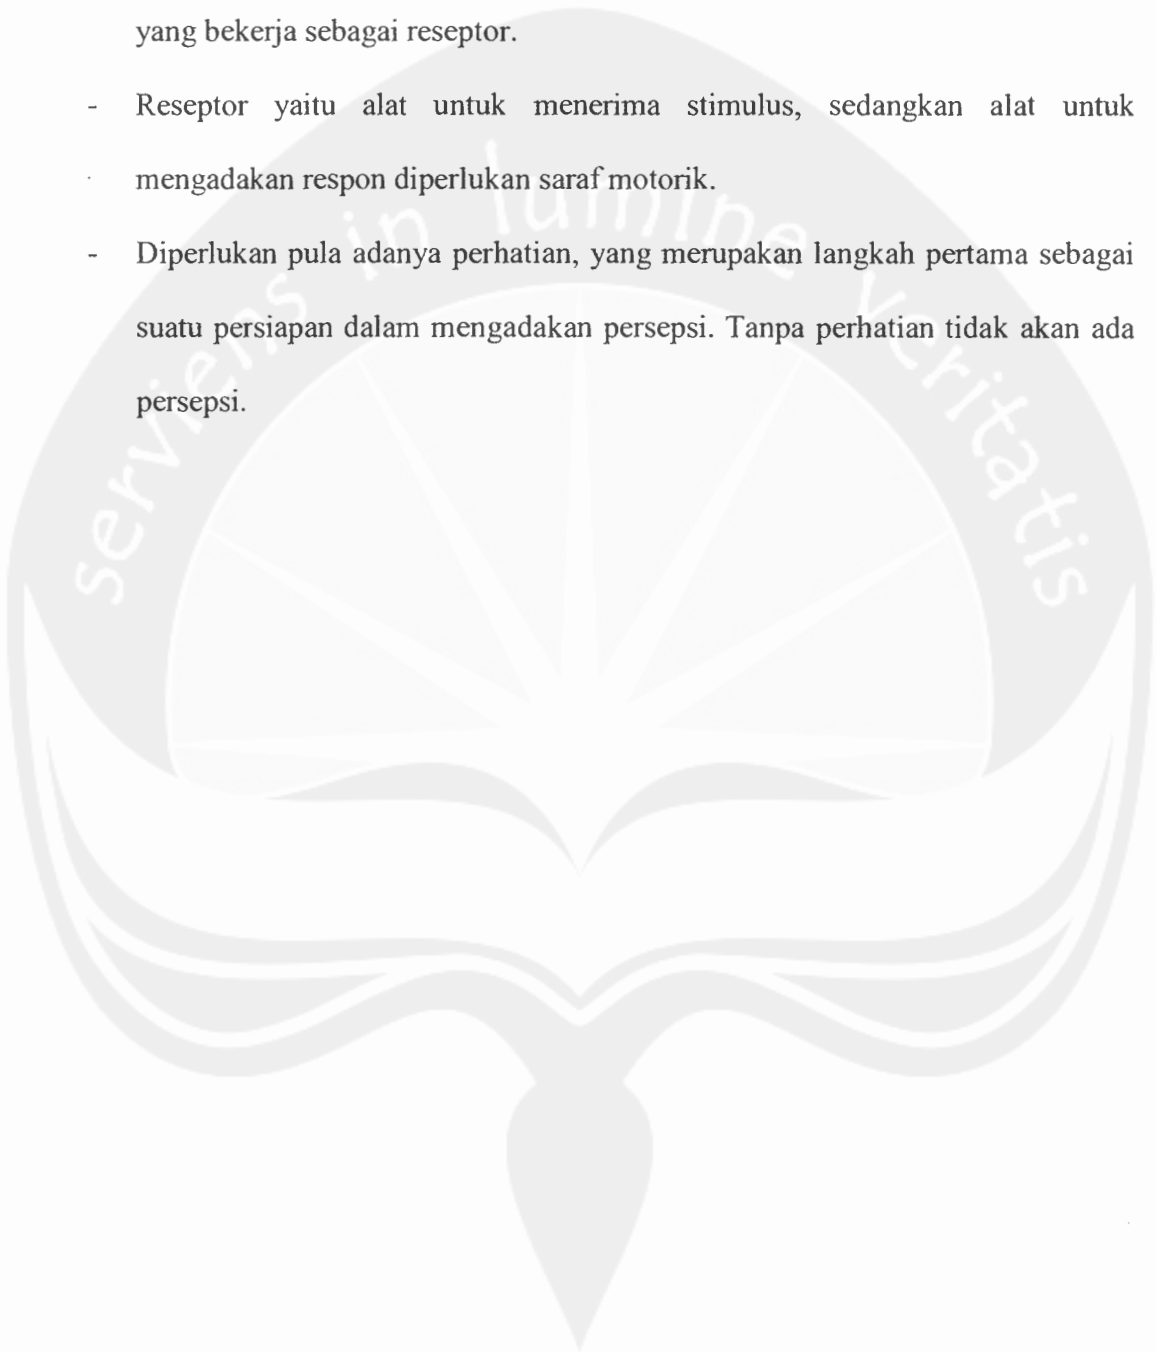 yang bekerja sebagai reseptor.
- Reseptor yaitu alat untuk menerima stimulus, sedangkan alat untuk
mengadakan respon diperlukan saraf motorik.
- Diperlukan pula adanya perhatian, yang merupakan langkah pertama sebagai
suatu persiapan dalam mengadakan persepsi. Tanpa perhatian tidak akan ada
persepsi.
serviens in lumine veritatis